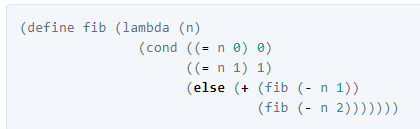 (define fib (lambda (n)
(cond ((= n 0) 0)
((= n 1) 1)
(else (+ (fib (- n 1))
(fib (- n 2)))))))